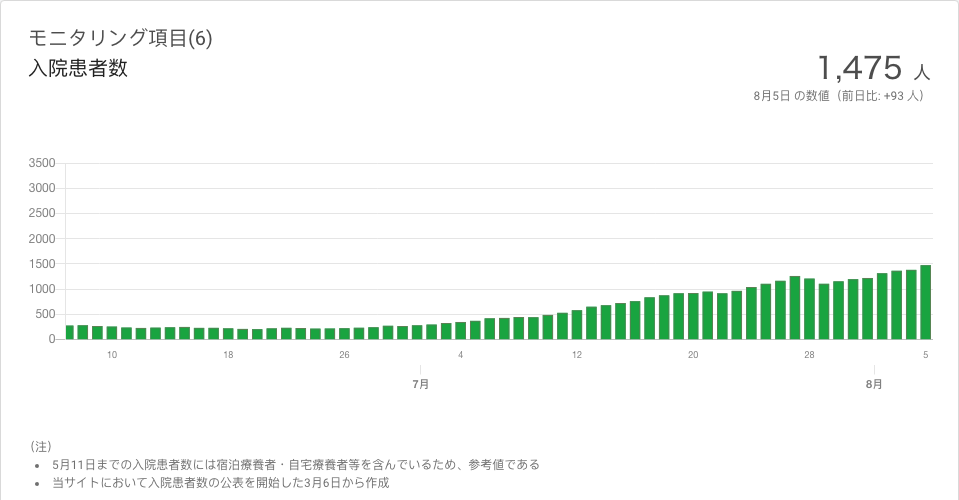 モニタリング項目(6)
入院患者数
1,475 人
8月5日 の数値（前日比: +93 人）
3500
3000
2500
2000
1500
1000
500
0
10 18 26 4 12 20 28 5
7月 8月
（注）
• 5月11日までの入院患者数には宿泊療養者・自宅療養者等を含んでいるため、参考値である
• 当サイトにおいて入院患者数の公表を開始した3月6日から作成